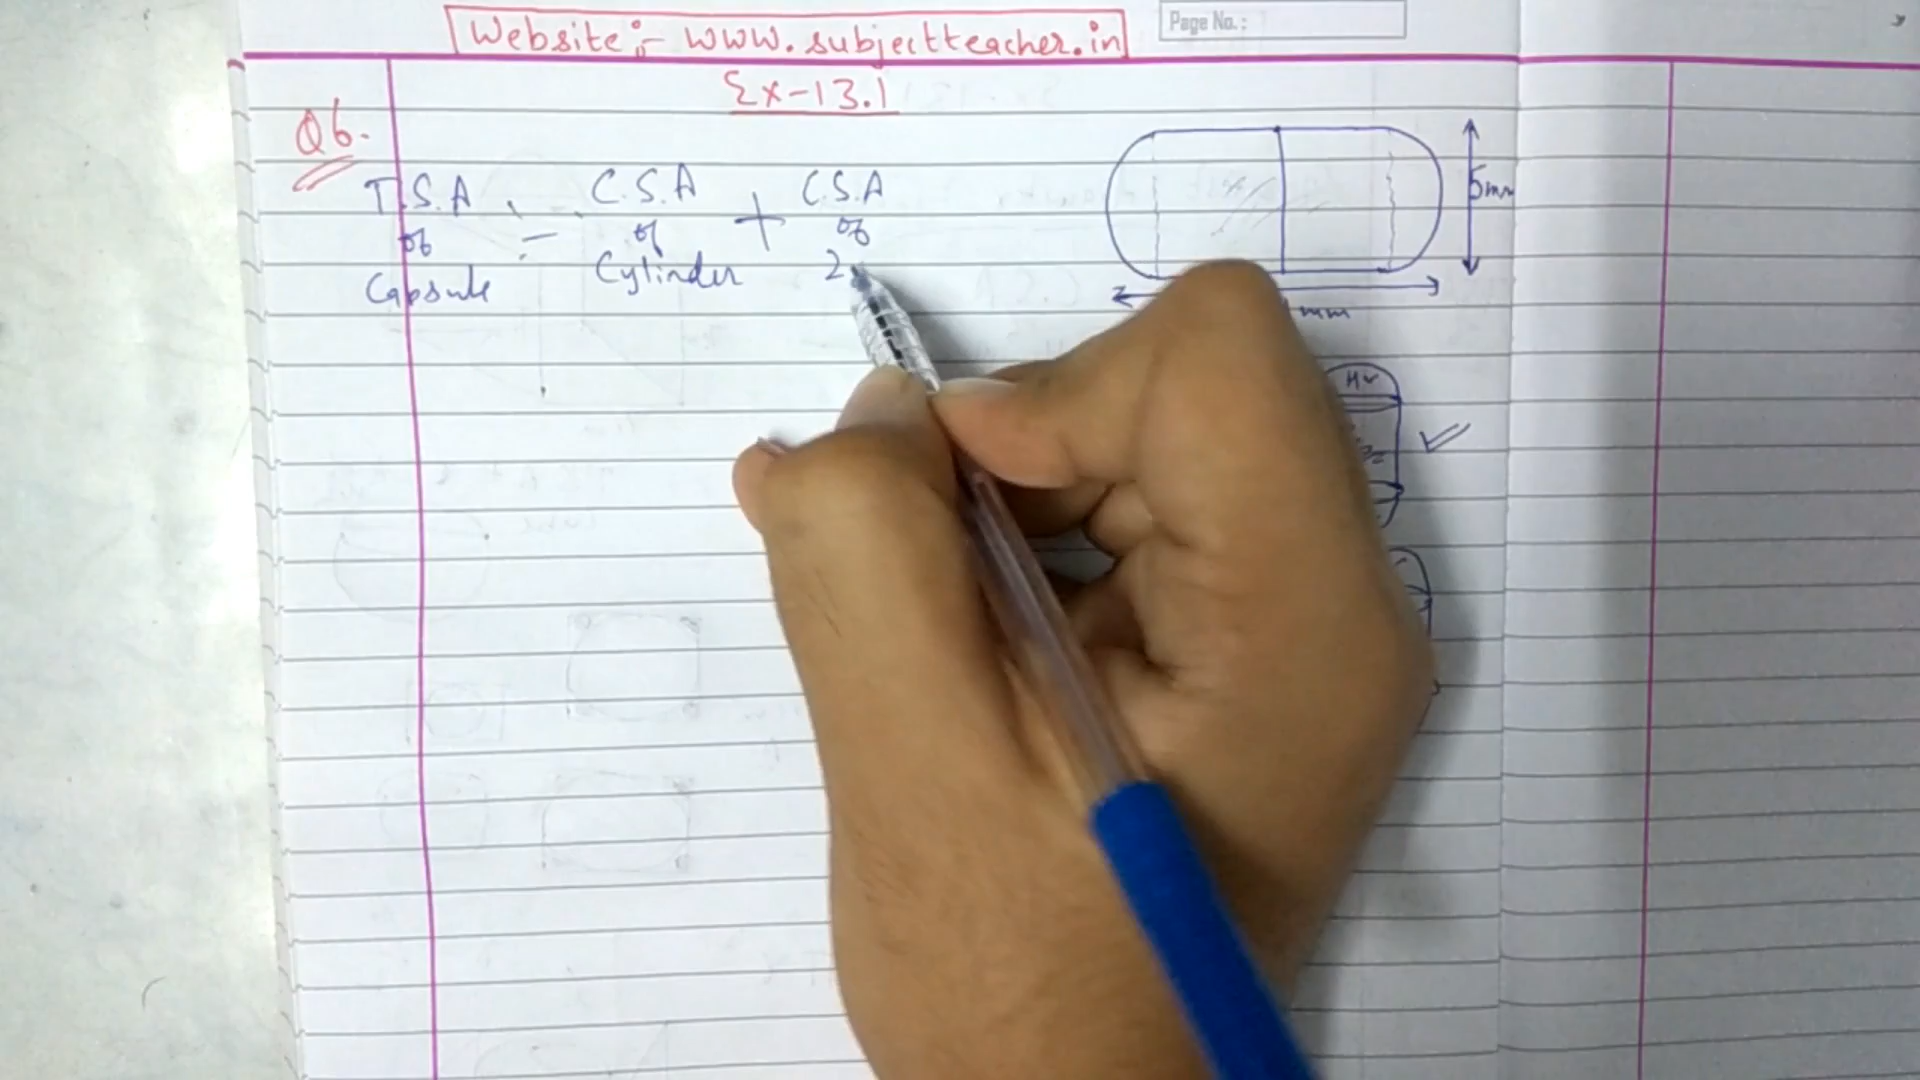 Website:- www.subjectteacher.in
Page No. :
Ex-13.1
Q6.
T.S.A = C.S.A + C.S.A
of of of
Capsule Cylinder 2
5mm
mm